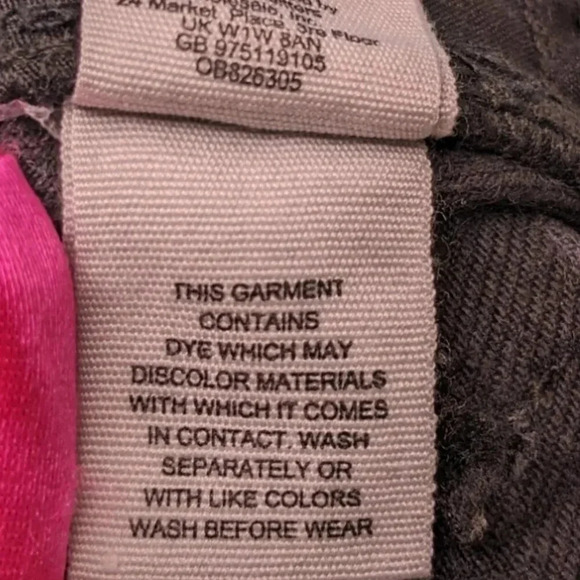 24 Market Place 3rd Floor
UK W1W 8AN
GB 975119105
OB826305
THIS GARMENT
CONTAINS
DYE WHICH MAY
DISCOLOR MATERIALS
WITH WHICH IT COMES
IN CONTACT. WASH
SEPARATELY OR
WITH LIKE COLORS
WASH BEFORE WEAR